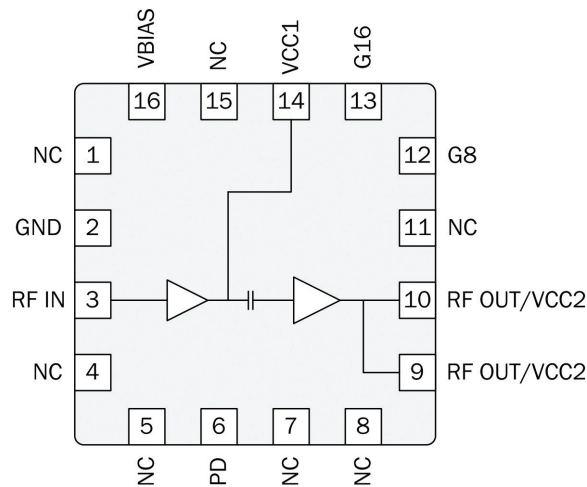 VBIAS NC VCC1 G16
16 15 14 13
NC 1 12 G8
GND 2 11 NC
RF IN 3 10 RF OUT/VCC2
NC 4 9 RF OUT/VCC2
5 6 7 8
NC PD NC NC